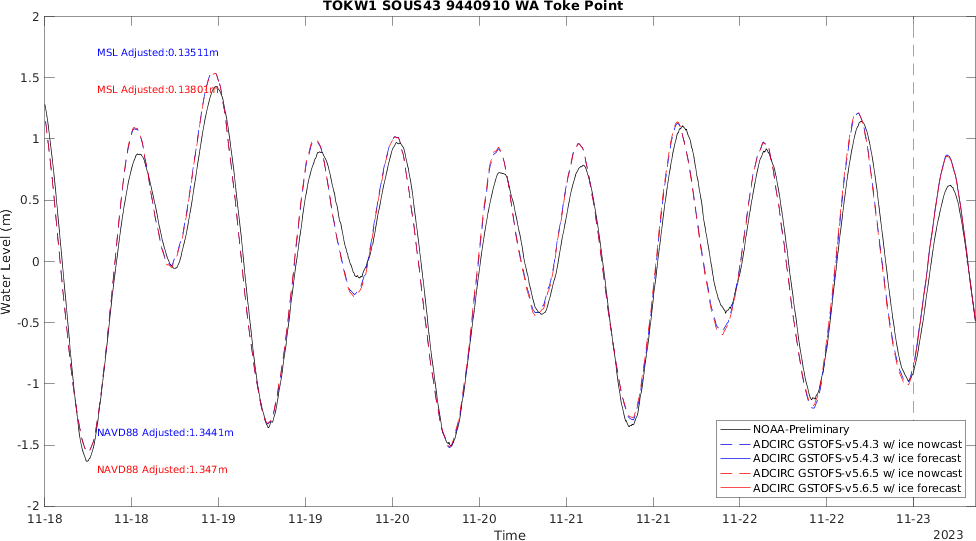 TOKW1 SOUS43 9440910 WA Toke Point
2
1.5
1
0.5
0
-0.5
-1
-1.5
-2
Water Level (m)
MSL Adjusted:0.13511m
MSL Adjusted:0.13801m
NAVD88 Adjusted:1.3441m
NAVD88 Adjusted:1.347m
NOAA-Preliminary
ADCIRC GSTOFS-v5.4.3 w/ ice nowcast
ADCIRC GSTOFS-v5.4.3 w/ ice forecast
ADCIRC GSTOFS-v5.6.5 w/ ice nowcast
ADCIRC GSTOFS-v5.6.5 w/ ice forecast
11-18 11-18 11-19 11-19 11-20 11-20 11-21 11-21 11-22 11-22 11-23
Time
2023